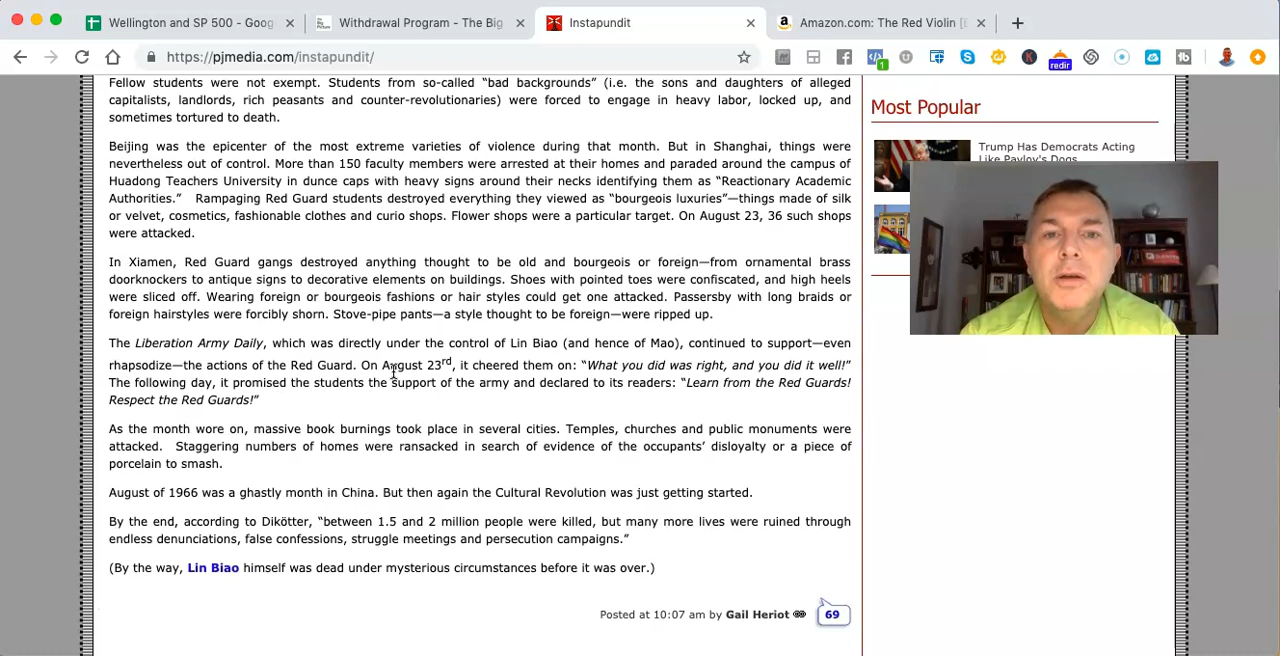 Wellington and SP 500 - Goog
Withdrawal Program - The Big
Instapundit
Amazon.com: The Red Violin [
https://pjmedia.com/instapundit/
1
redir
Fellow students were not exempt. Students from so-called “bad backgrounds” (i.e. the sons and daughters of alleged
capitalists, landlords, rich peasants and counter-revolutionaries) were forced to engage in heavy labor, locked up, and
sometimes tortured to death.
Beijing was the epicenter of the most extreme varieties of violence during that month. But in Shanghai, things were
nevertheless out of control. More than 150 faculty members were arrested at their homes and paraded around the campus of
Huadong Teachers University in dunce caps with heavy signs around their necks identifying them as “Reactionary Academic
Authorities.” Rampaging Red Guard students destroyed everything they viewed as “bourgeois luxuries”—things made of silk
or velvet, cosmetics, fashionable clothes and curio shops. Flower shops were a particular target. On August 23, 36 such shops
were attacked.
In Xiamen, Red Guard gangs destroyed anything thought to be old and bourgeois or foreign—from ornamental brass
doorknockers to antique signs to decorative elements on buildings. Shoes with pointed toes were confiscated, and high heels
were sliced off. Wearing foreign or bourgeois fashions or hair styles could get one attacked. Passersby with long braids or
foreign hairstyles were forcibly shorn. Stove-pipe pants—a style thought to be foreign—were ripped up.
The Liberation Army Daily, which was directly under the control of Lin Biao (and hence of Mao), continued to support—even
rhapsodize—the actions of the Red Guard. On August 23rd, it cheered them on: “What you did was right, and you did it well!”
The following day, it promised the students the support of the army and declared to its readers: “Learn from the Red Guards!
Respect the Red Guards!”
As the month wore on, massive book burnings took place in several cities. Temples, churches and public monuments were
attacked. Staggering numbers of homes were ransacked in search of evidence of the occupants’ disloyalty or a piece of
porcelain to smash.
August of 1966 was a ghastly month in China. But then again the Cultural Revolution was just getting started.
By the end, according to Dikötter, “between 1.5 and 2 million people were killed, but many more lives were ruined through
endless denunciations, false confessions, struggle meetings and persecution campaigns.”
(By the way, Lin Biao himself was dead under mysterious circumstances before it was over.)
Posted at 10:07 am by Gail Heriot
69
Most Popular
Trump Has Democrats Acting
Like Pavlov's Dogs